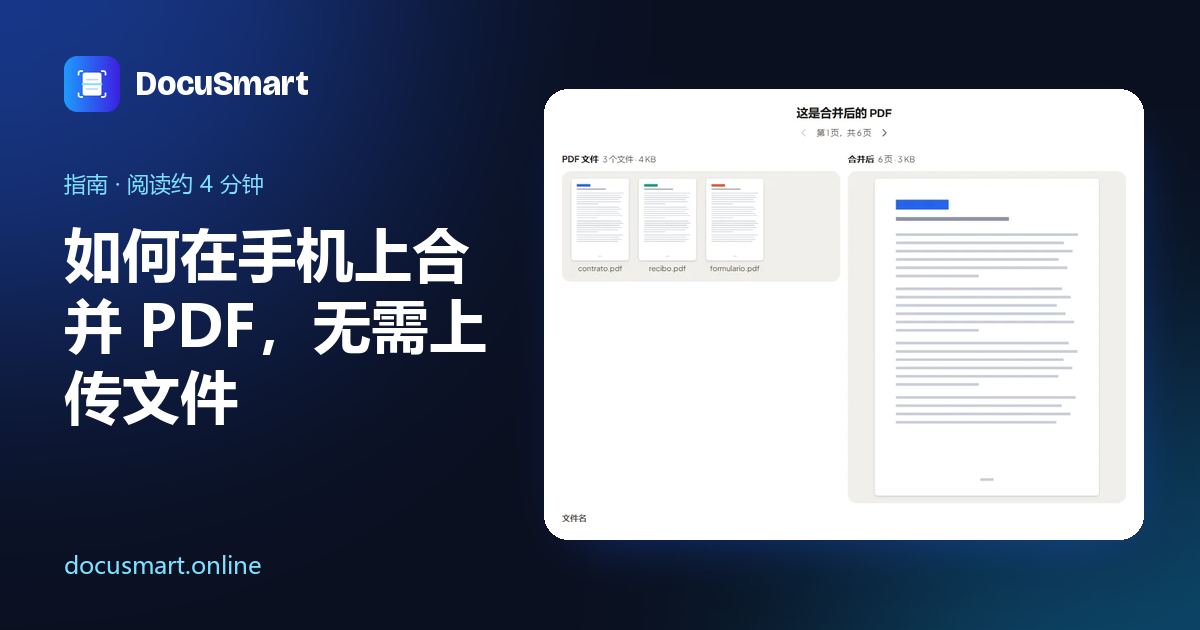 DocuSmart
指南 · 阅读约 4 分钟
如何在手机上合
并 PDF，无需上
传文件
docusmart.online
这是合并后的 PDF
第1页，共6页
PDF 文件 3个文件 · 4 KB
contrato.pdf
recibo.pdf
formulario.pdf
合并后 6页 · 3 KB
文件名